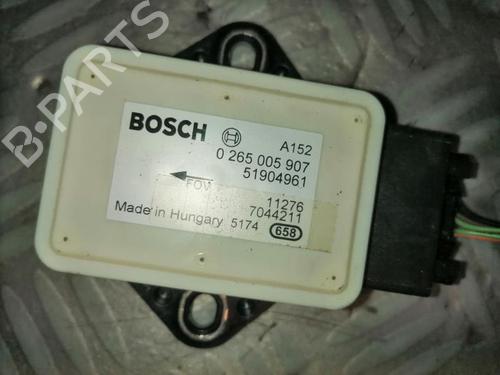 B-PARTS
BOSCH A152
0 265 005 907
51904961
FOV 11276
7044211
Made in Hungary 5174 658